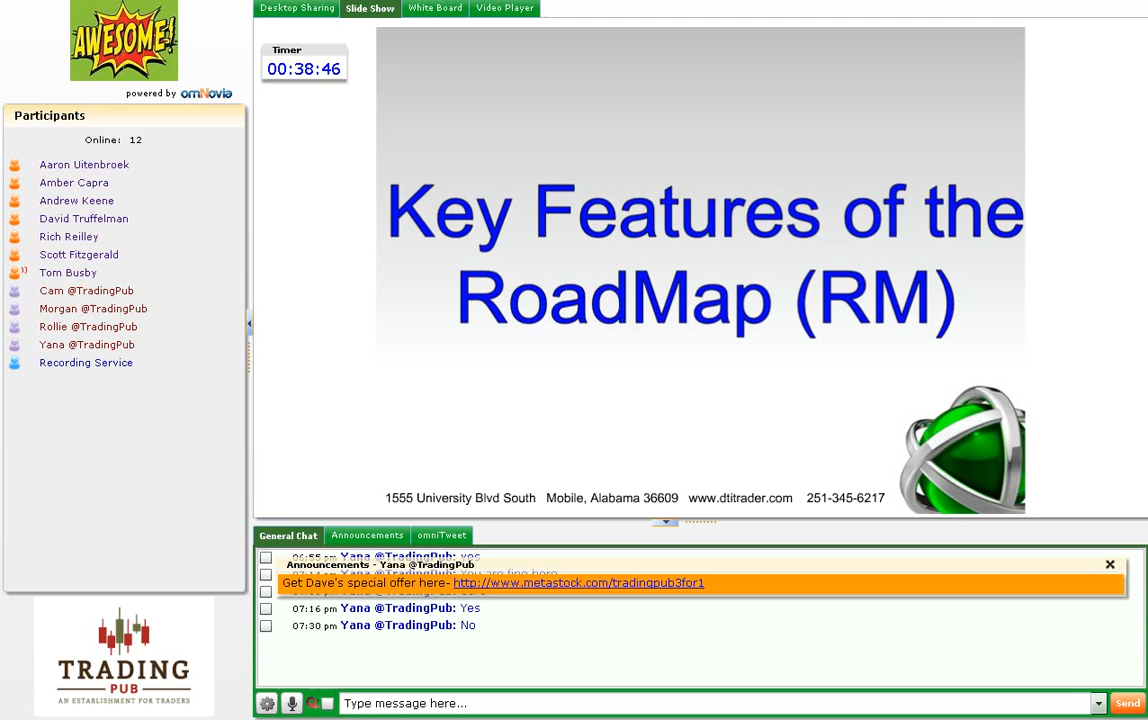 AWESOME!
powered by omNovia
Participants
Online: 12
Aaron Uitenbroek
Amber Capra
Andrew Keene
David Truffelman
Rich Reilley
Scott Fitzgerald
Tom Busby
Cam @TradingPub
Morgan @TradingPub
Rollie @TradingPub
Yana @TradingPub
Recording Service
TRADING
PUB
AN ESTABLISHMENT FOR TRADERS
Desktop Sharing Slide Show White Board Video Player
Timer
00:38:46
Key Features of the
RoadMap (RM)
1555 University Blvd South Mobile, Alabama 36609 www.dtitrader.com 251-345-6217
General Chat Announcements omniTweet
06:55 pm Yana @TradingPub: yes
Announcements - Yana @TradingPub
You are fine here
Get Dave's special offer here- http://www.metastock.com/tradingpub3for1
07:16 pm Yana @TradingPub: Yes
07:30 pm Yana @TradingPub: No
Type message here...
Send